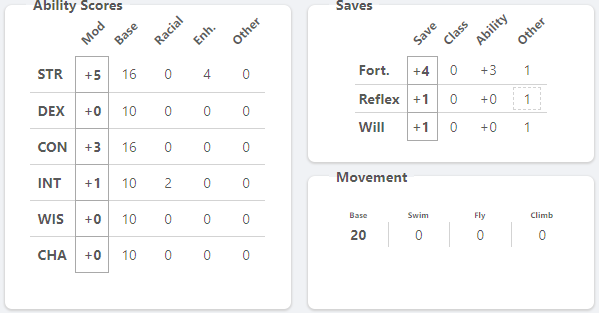 Ability Scores
Mod Base Racial Enh. Other
STR +5 16 0 4 0
DEX +0 10 0 0 0
CON +3 16 0 0 0
INT +1 10 2 0 0
WIS +0 10 0 0 0
CHA +0 10 0 0 0
Saves
Save Class Ability Other
Fort. +4 0 +3 1
Reflex +1 0 +0 1
Will +1 0 +0 1
Movement
Base Swim Fly Climb
20 0 0 0